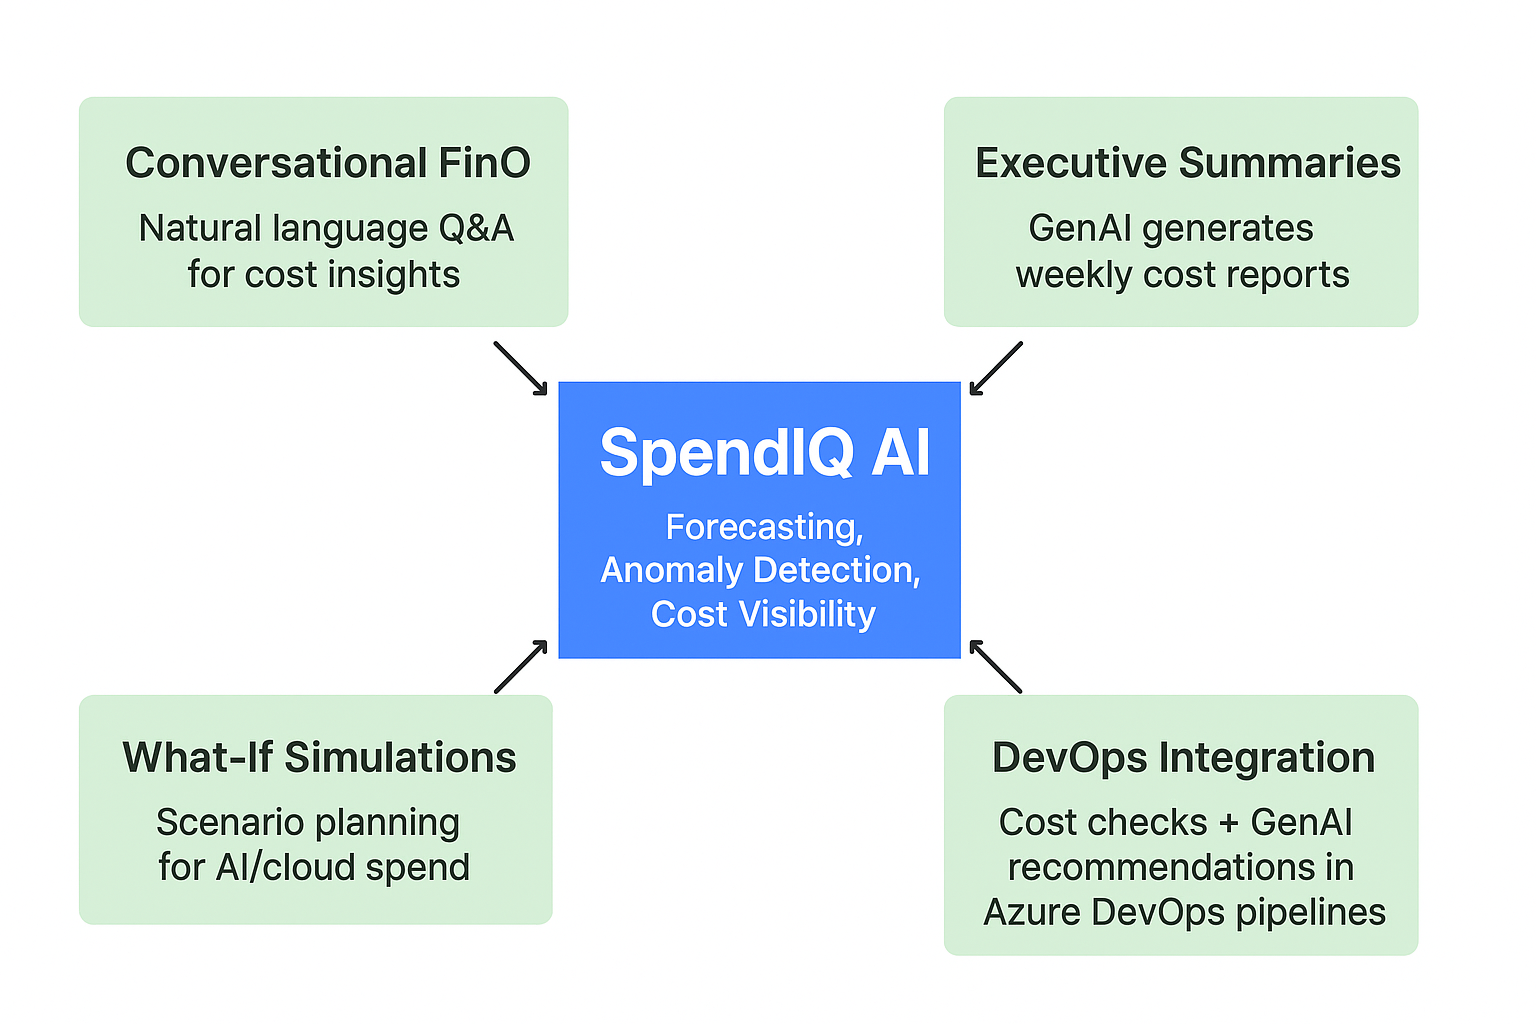 Conversational FinO
Natural language Q&A
for cost insights
Executive Summaries
GenAI generates
weekly cost reports
SpendIQ AI
Forecasting,
Anomaly Detection,
Cost Visibility
What-If Simulations
Scenario planning
for AI/cloud spend
DevOps Integration
Cost checks + GenAI
recommendations in
Azure DevOps pipelines